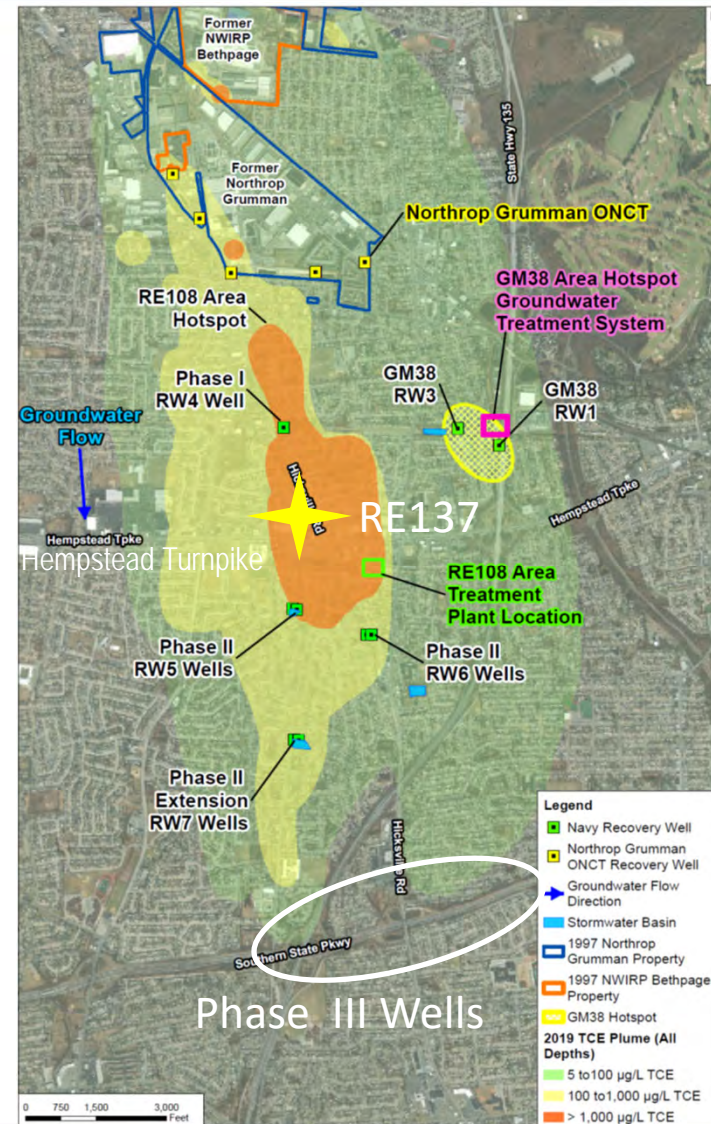 Former
NWIRP
Bethpage
State Hwy 135
Former
Northrop
Grumman
Northrop Grumman ONCT
RE108 Area
Hotspot
GM38 Area Hotspot
Groundwater
Treatment System
Phase I
RW4 Well
GM38
RW3
GM38
RW1
Groundwater
Flow
RE137
Hempstead Tpke
Hempstead Tpke
Hempstead Turnpike
RE108 Area
Treatment
Plant Location
Phase II
RW5 Wells
Phase II
RW6 Wells
Phase II
Extension
RW7 Wells
Hicksville Rd
Southern State Pkwy
Phase III Wells
Legend
Navy Recovery Well
Northrop Grumman
ONCT Recovery Well
Groundwater Flow
Direction
Stormwater Basin
1997 Northrop
Grumman Property
1997 NWIRP Bethpage
Property
GM38 Hotspot
2019 TCE Plume (All
Depths)
5 to100 µg/L TCE
100 to1,000 µg/L TCE
> 1,000 µg/L TCE
0 750 1,500 3,000
Feet